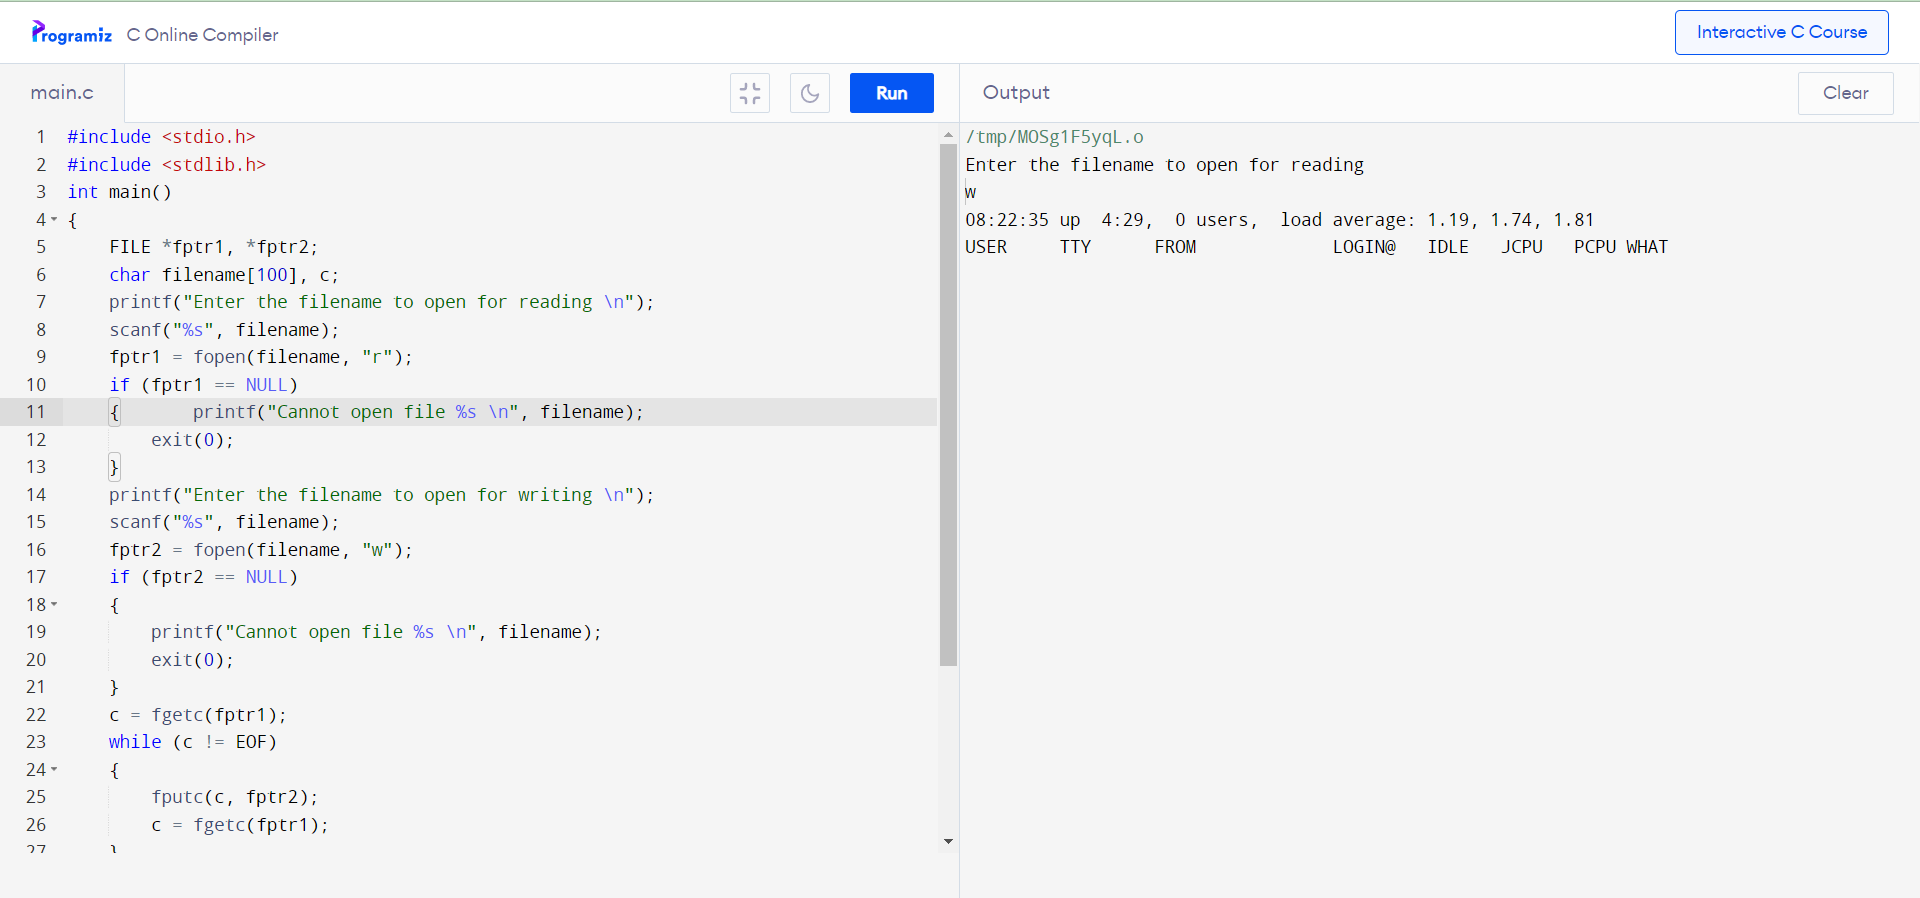 Programiz C Online Compiler
Interactive C Course
main.c
Run
Output
Clear
1 #include <stdio.h>
2 #include <stdlib.h>
3 int main()
4 {
5 FILE *fptr1, *fptr2;
6 char filename[100], c;
7 printf("Enter the filename to open for reading \n");
8 scanf("%s", filename);
9 fptr1 = fopen(filename, "r");
10 if (fptr1 == NULL)
11 { printf("Cannot open file %s \n", filename);
12 exit(0);
13 }
14 printf("Enter the filename to open for writing \n");
15 scanf("%s", filename);
16 fptr2 = fopen(filename, "w");
17 if (fptr2 == NULL)
18 {
19 printf("Cannot open file %s \n", filename);
20 exit(0);
21 }
22 c = fgetc(fptr1);
23 while (c != EOF)
24 {
25 fputc(c, fptr2);
26 c = fgetc(fptr1);
27 }
/tmp/MOSg1F5yqL.o
Enter the filename to open for reading
w
08:22:35 up 4:29, 0 users, load average: 1.19, 1.74, 1.81
USER TTY FROM LOGIN@ IDLE JCPU PCPU WHAT